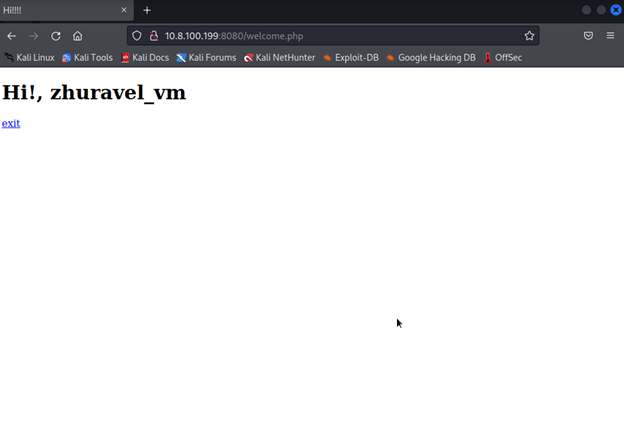 Hi!!!!
10.8.100.199:8080/welcome.php
Kali Linux Kali Tools Kali Docs Kali Forums Kali NetHunter Exploit-DB Google Hacking DB OffSec
Hi!, zhuravel_vm
exit